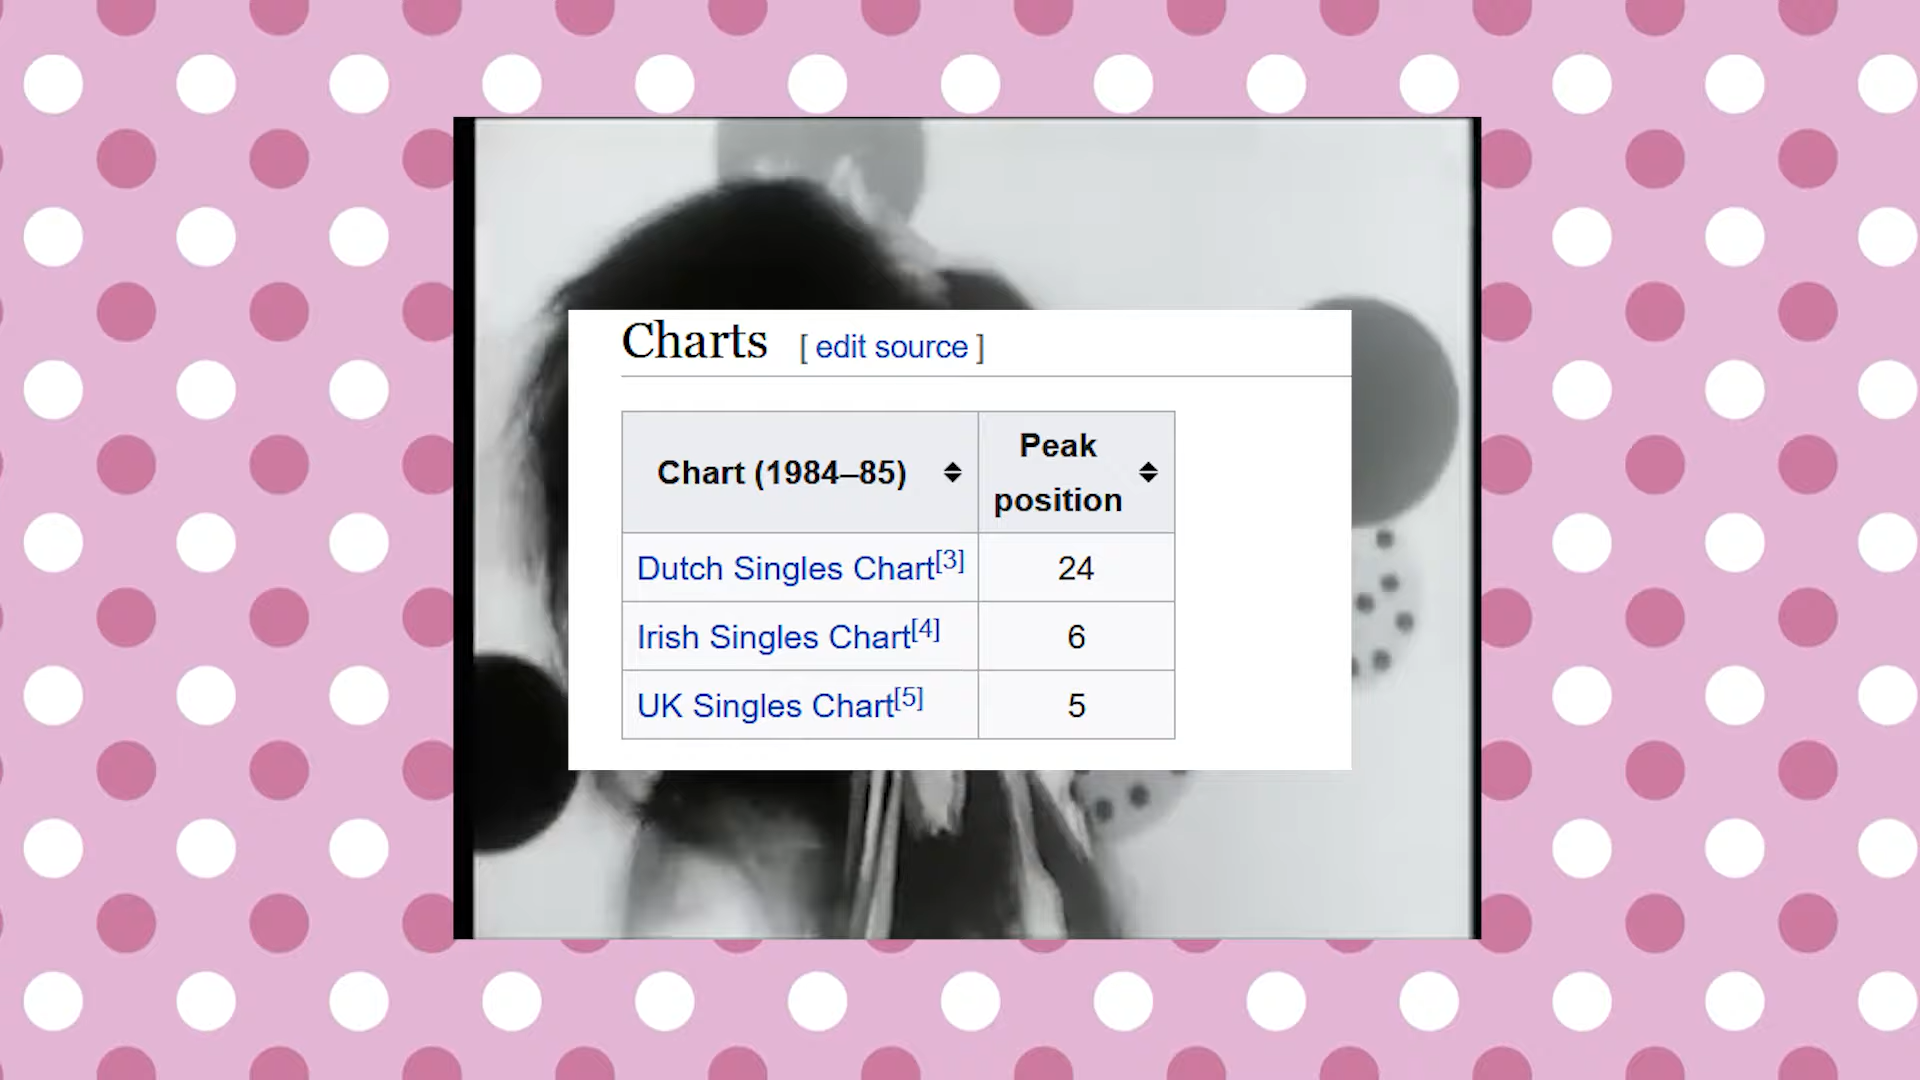 Charts [ edit source ]
Chart (1984–85) Peak position
Dutch Singles Chart[3] 24
Irish Singles Chart[4] 6
UK Singles Chart[5] 5